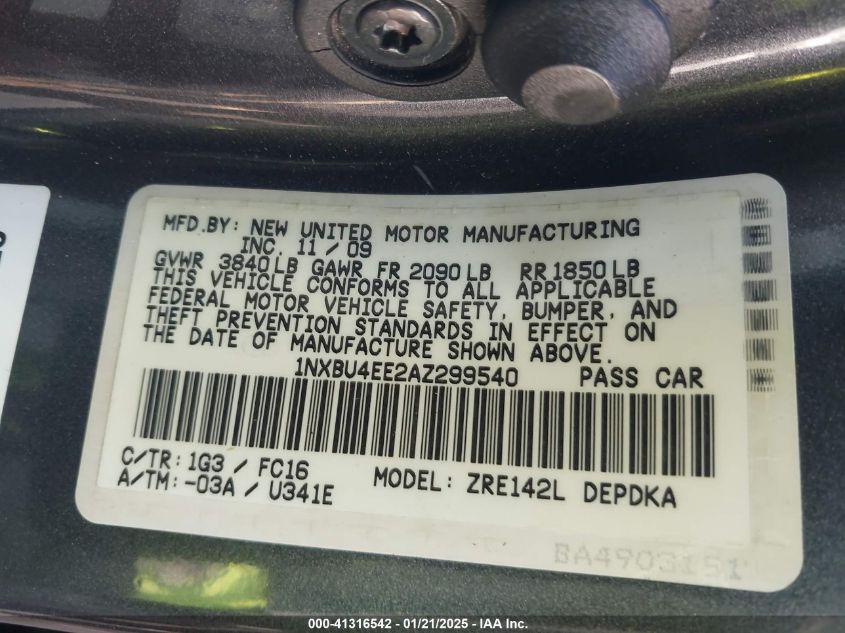 MFD.BY: NEW UNITED MOTOR MANUFACTURING
INC. 11 / 09
GVWR 3840 LB GAWR FR 2090 LB RR 1850 LB
THIS VEHICLE CONFORMS TO ALL APPLICABLE
FEDERAL MOTOR VEHICLE SAFETY, BUMPER, AND
THEFT PREVENTION STANDARDS IN EFFECT ON
THE DATE OF MANUFACTURE SHOWN ABOVE.
1NXBU4EE2AZ299540 PASS CAR
C/TR: 1G3 / FC16
A/TM: -03A / U341E
MODEL: ZRE142L DEPDKA
BA4903151
000-41316542 / 01/21/2025 - IAA Inc.